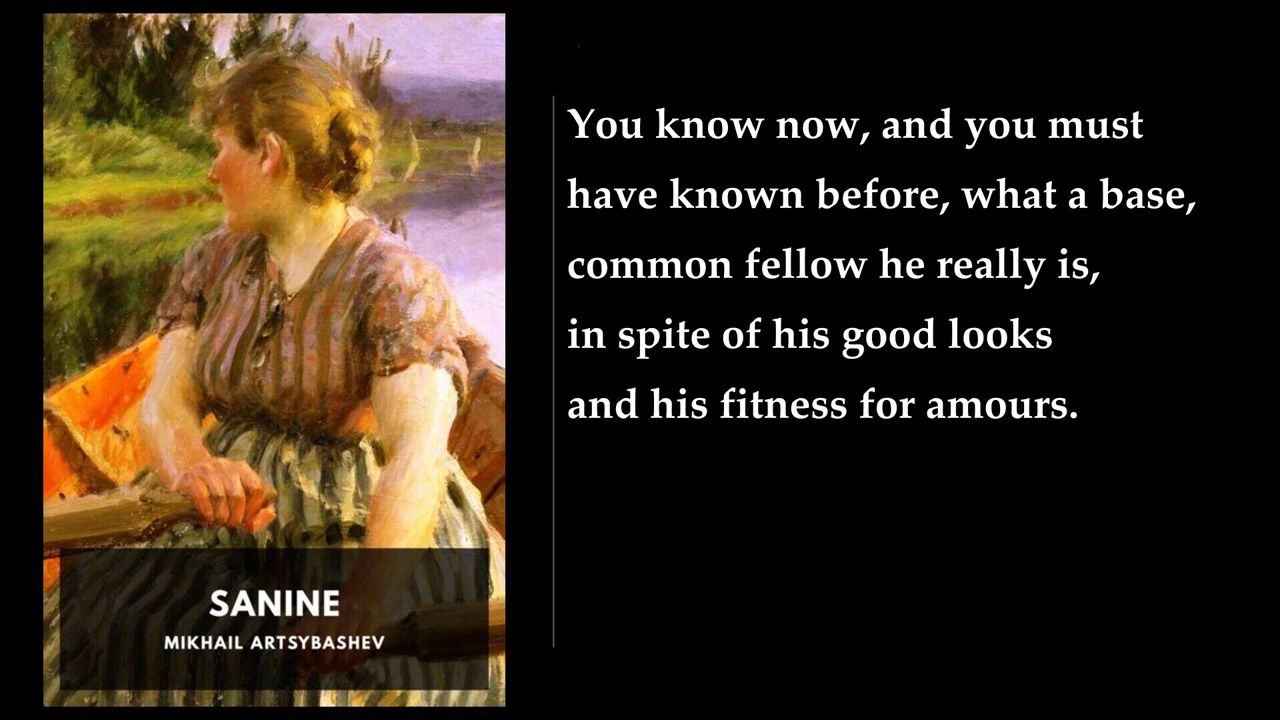 SANINE
MIKHAIL ARTSYBASHEV
You know now, and you must
have known before, what a base,
common fellow he really is,
in spite of his good looks
and his fitness for amours.